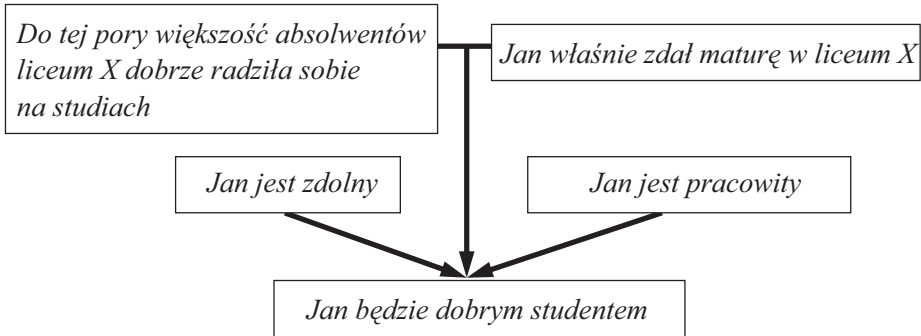 Do tej pory większość absolwentów
liceum X dobrze radziła sobie
na studiach
Jan właśnie zdał maturę w liceum X
Jan jest zdolny
Jan jest pracowity
Jan będzie dobrym studentem